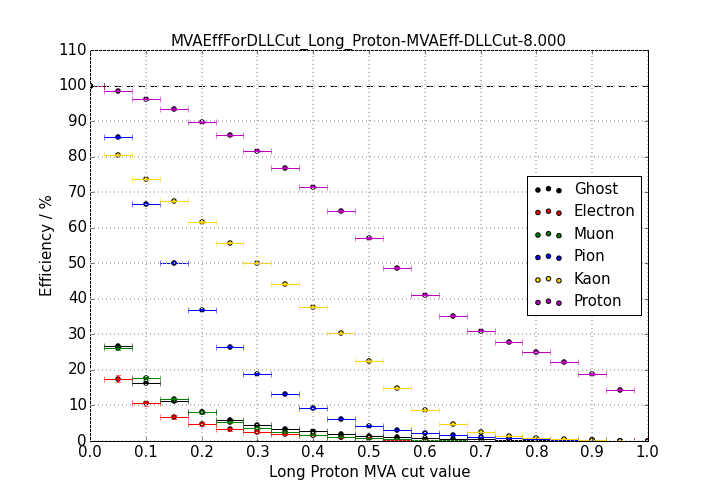 MVAEffForDLLCut_Long_Proton-MVAEff-DLLCut-8.000
110
100
90
80
70
60
50
40
30
20
10
0
Efficiency / %
Ghost
Electron
Muon
Pion
Kaon
Proton
0.0 0.1 0.2 0.3 0.4 0.5 0.6 0.7 0.8 0.9 1.0
Long Proton MVA cut value